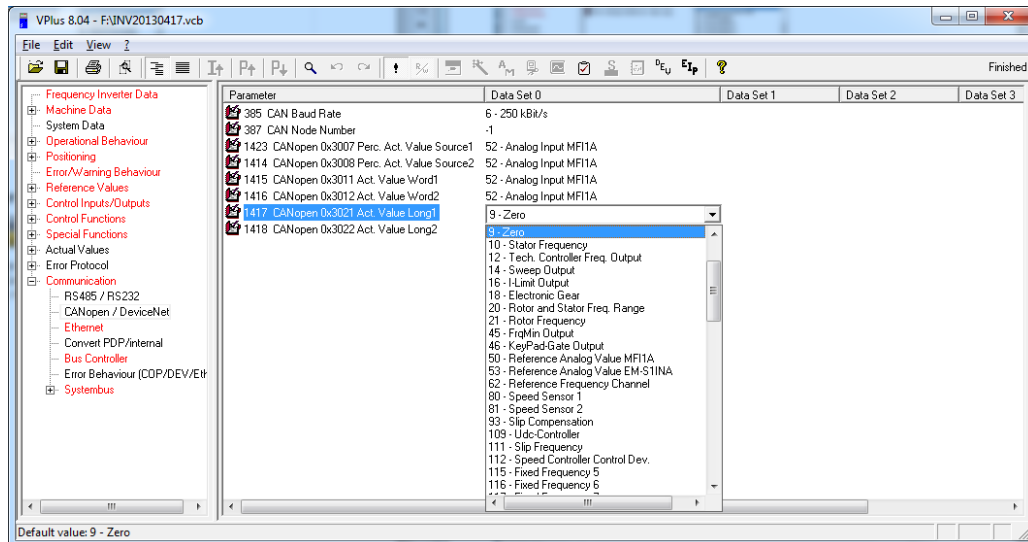 VPlus 8.04 - F:\INV20130417.vcb
File Edit View ?
Finished
Frequency Inverter Data
Machine Data
System Data
Operational Behaviour
Positioning
Error/Warning Behaviour
Reference Values
Control Inputs/Outputs
Control Functions
Special Functions
Actual Values
Error Protocol
Communication
RS485 / RS232
CANopen / DeviceNet
Ethernet
Convert PDP/internal
Bus Controller
Error Behaviour (COP/DEV/Eth
Systembus
Parameter Data Set 0 Data Set 1 Data Set 2 Data Set 3
385 CAN Baud Rate 6 - 250 kBit/s
387 CAN Node Number -1
1423 CANopen 0x3007 Perc. Act. Value Source1 52 - Analog Input MFI1A
1414 CANopen 0x3008 Perc. Act. Value Source2 52 - Analog Input MFI1A
1415 CANopen 0x3011 Act. Value Word1 52 - Analog Input MFI1A
1416 CANopen 0x3012 Act. Value Word2 52 - Analog Input MFI1A
1417 CANopen 0x3021 Act. Value Long1 9 - Zero
1418 CANopen 0x3022 Act. Value Long2
9 - Zero
10 - Stator Frequency
12 - Tech. Controller Freq. Output
14 - Sweep Output
16 - I-Limit Output
18 - Electronic Gear
20 - Rotor and Stator Freq. Range
21 - Rotor Frequency
45 - FrqMin Output
46 - KeyPad-Gate Output
50 - Reference Analog Value MFI1A
53 - Reference Analog Value EM-S1INA
62 - Reference Frequency Channel
80 - Speed Sensor 1
81 - Speed Sensor 2
93 - Slip Compensation
109 - Udc-Controller
111 - Slip Frequency
112 - Speed Controller Control Dev.
115 - Fixed Frequency 5
116 - Fixed Frequency 6
Default value: 9 - Zero